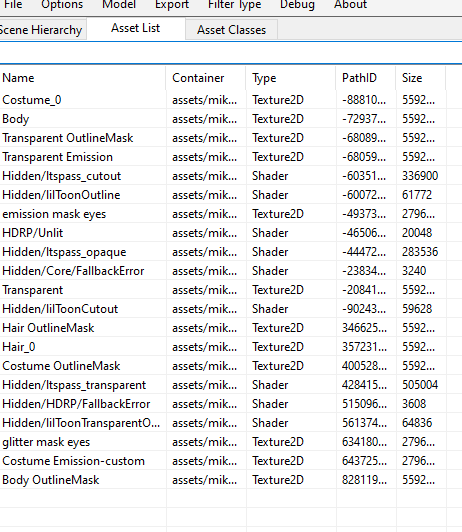 File Options Model Export Filter Type Debug About
Scene Hierarchy Asset List Asset Classes
Name Container Type PathID Size
Costume_0 assets/mik... Texture2D -88810... 5592...
Body assets/mik... Texture2D -72937... 5592...
Transparent OutlineMask assets/mik... Texture2D -68089... 5592...
Transparent Emission assets/mik... Texture2D -68059... 5592...
Hidden/ltspass_cutout assets/mik... Shader -60351... 336900
Hidden/lilToonOutline assets/mik... Shader -60072... 61772
emission mask eyes assets/mik... Texture2D -49373... 2796...
HDRP/Unlit assets/mik... Shader -46506... 20048
Hidden/ltspass_opaque assets/mik... Shader -44472... 283536
Hidden/Core/FallbackError assets/mik... Shader -23834... 3240
Transparent assets/mik... Texture2D -20841... 5592...
Hidden/lilToonCutout assets/mik... Shader -90243... 59628
Hair OutlineMask assets/mik... Texture2D 346625... 5592...
Hair_0 assets/mik... Texture2D 357231... 5592...
Costume OutlineMask assets/mik... Texture2D 400528... 5592...
Hidden/ltspass_transparent assets/mik... Shader 428415... 505004
Hidden/HDRP/FallbackError assets/mik... Shader 515096... 3608
Hidden/lilToonTransparentO... assets/mik... Shader 561374... 64836
glitter mask eyes assets/mik... Texture2D 634180... 2796...
Costume Emission-custom assets/mik... Texture2D 643725... 2796...
Body OutlineMask assets/mik... Texture2D 828119... 5592...